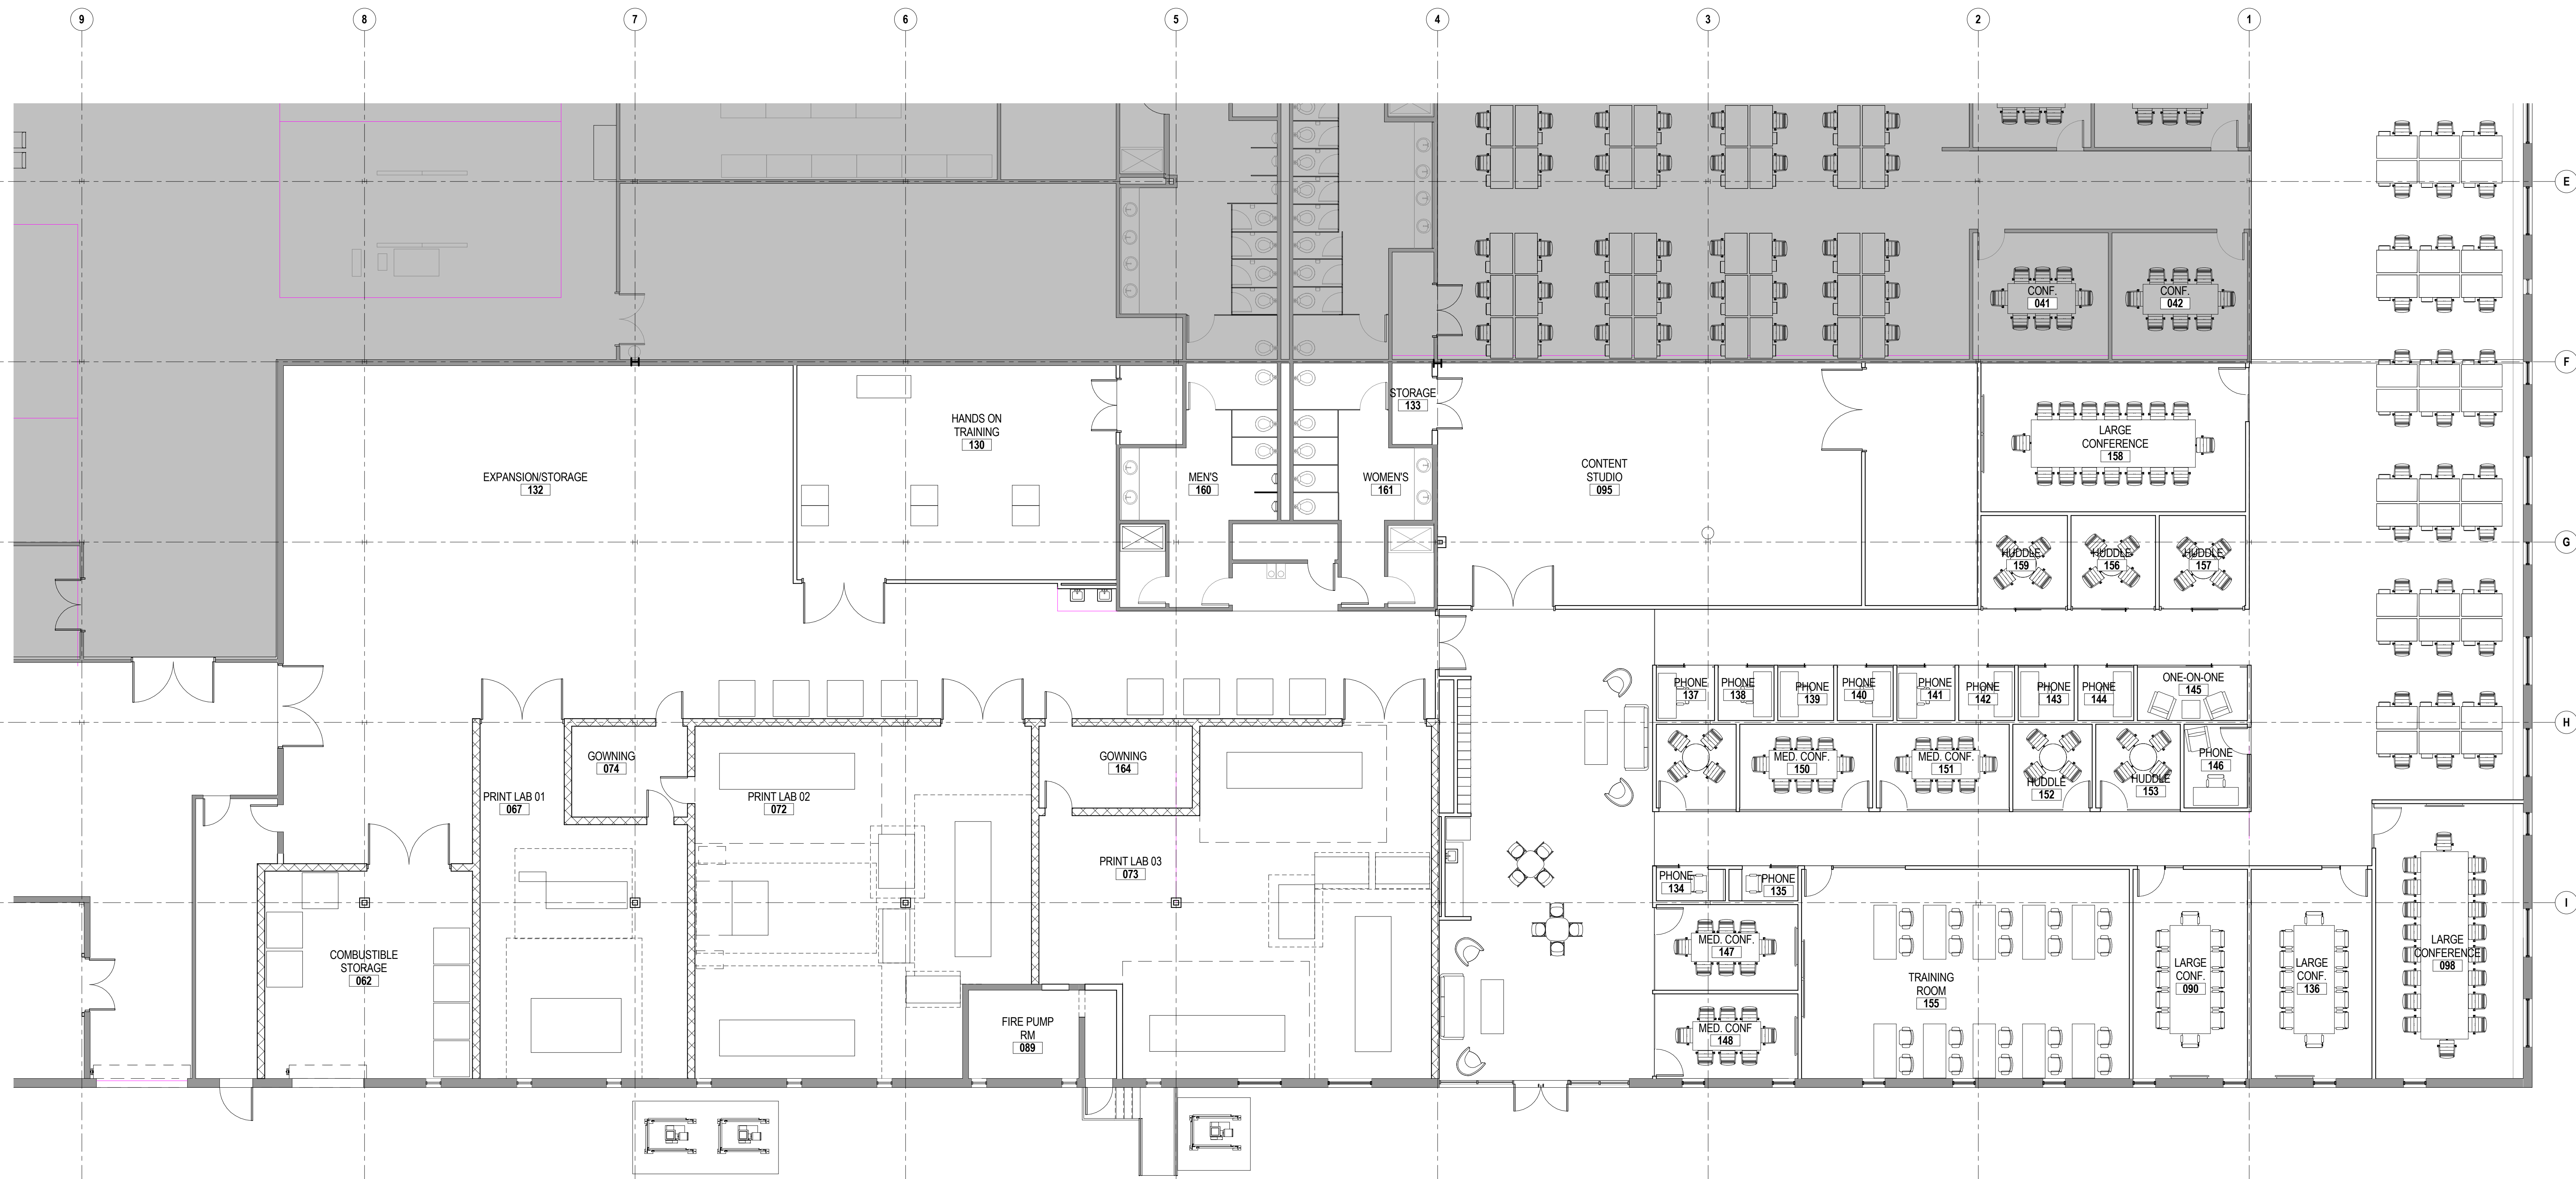 9
8
7
6
5
4
3
2
1
E
F
G
H
I
CONF.
041
CONF.
042
EXPANSION/STORAGE
132
HANDS ON
TRAINING
130
MEN'S
160
WOMEN'S
161
STORAGE
133
CONTENT
STUDIO
095
LARGE
CONFERENCE
158
HUDDLE
159
HUDDLE
156
HUDDLE
157
PHONE
137
PHONE
138
PHONE
139
PHONE
140
PHONE
141
PHONE
142
PHONE
143
PHONE
144
ONE-ON-ONE
145
GOWNING
074
GOWNING
164
MED. CONF.
150
MED. CONF.
151
HUDDLE
152
HUDDLE
153
PHONE
146
PRINT LAB 01
067
PRINT LAB 02
072
PRINT LAB 03
073
PHONE
134
PHONE
135
COMBUSTIBLE
STORAGE
062
MED. CONF.
147
MED. CONF
148
TRAINING
ROOM
155
LARGE
CONF.
090
LARGE
CONF.
136
LARGE
CONFERENCE
098
FIRE PUMP
RM
089